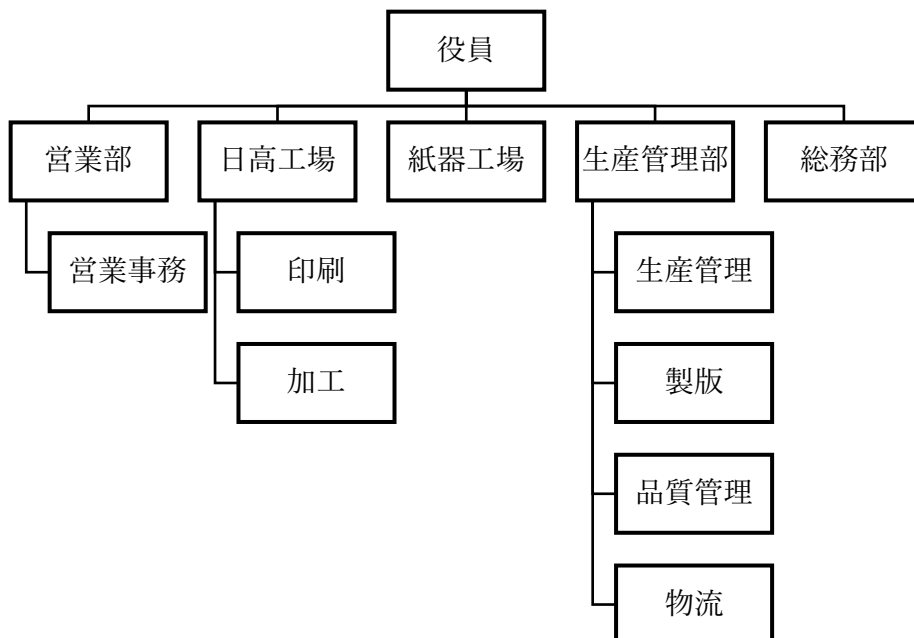 役員
営業部
日高工場
紙器工場
生産管理部
総務部
営業事務
印刷
生産管理
加工
製版
品質管理
物流